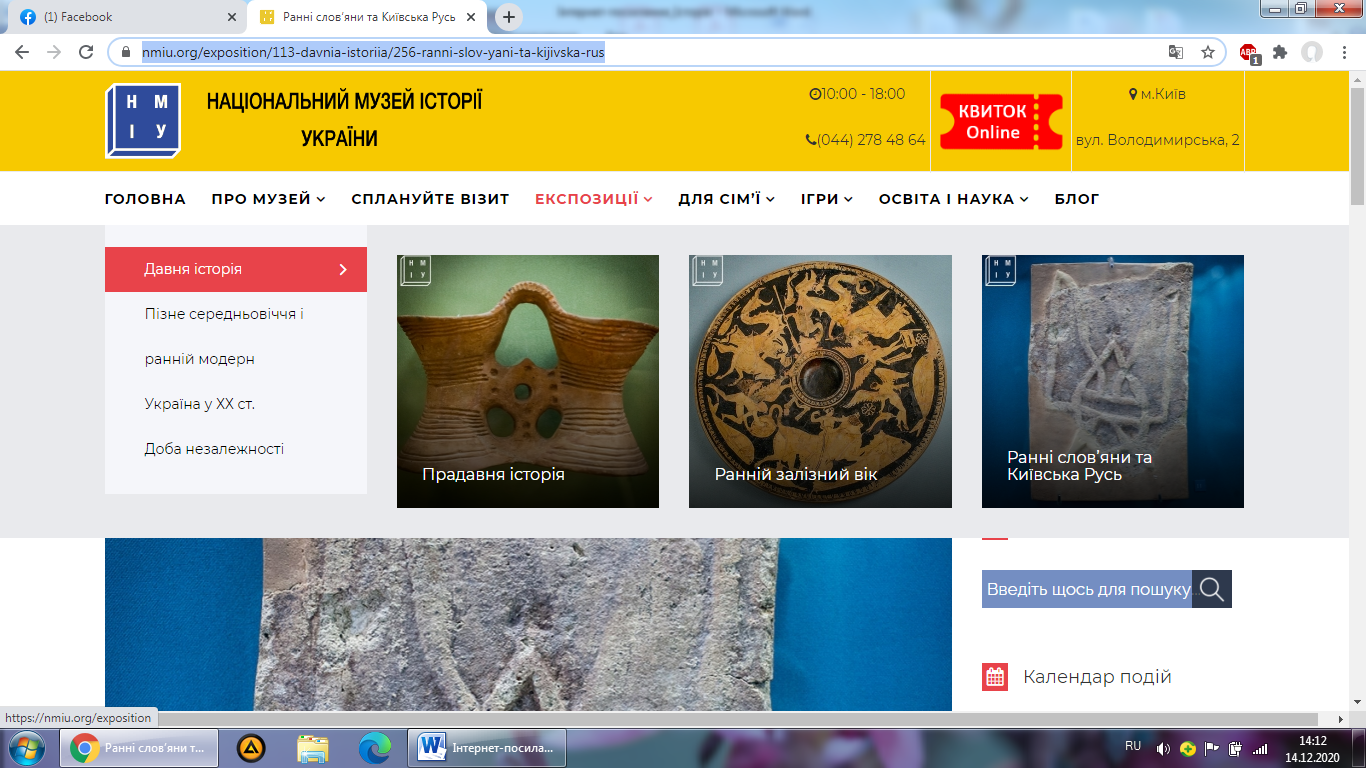 (1) Facebook
Ранні слов'яни та Київська Русь
nmiu.org/exposition/113-davnia-istoriia/256-ranni-slov-yani-ta-kijivska-rus
ABP
1
Н М
І У
НАЦІОНАЛЬНИЙ МУЗЕЙ ІСТОРІЇ
УКРАЇНИ
10:00 - 18:00
(044) 278 48 64
КВИТОК
Online
м.Київ
вул. Володимирська, 2
ГОЛОВНА ПРО МУЗЕЙ СПЛАНУЙТЕ ВІЗИТ ЕКСПОЗИЦІЇ ДЛЯ СІМ'Ї ІГРИ ОСВІТА І НАУКА БЛОГ
Давня історія
Пізне середньовіччя і
ранній модерн
Україна у ХХ ст.
Доба незалежності
Н М
І У
Прадавня історія
Н М
І У
Ранній залізний вік
Н М
І У
Ранні слов'яни та
Київська Русь
Введіть щось для пошуку...
Календар подій
https://nmiu.org/exposition
Ранні слов'яни т...
Інтернет-посила...
RU
14:12
14.12.2020